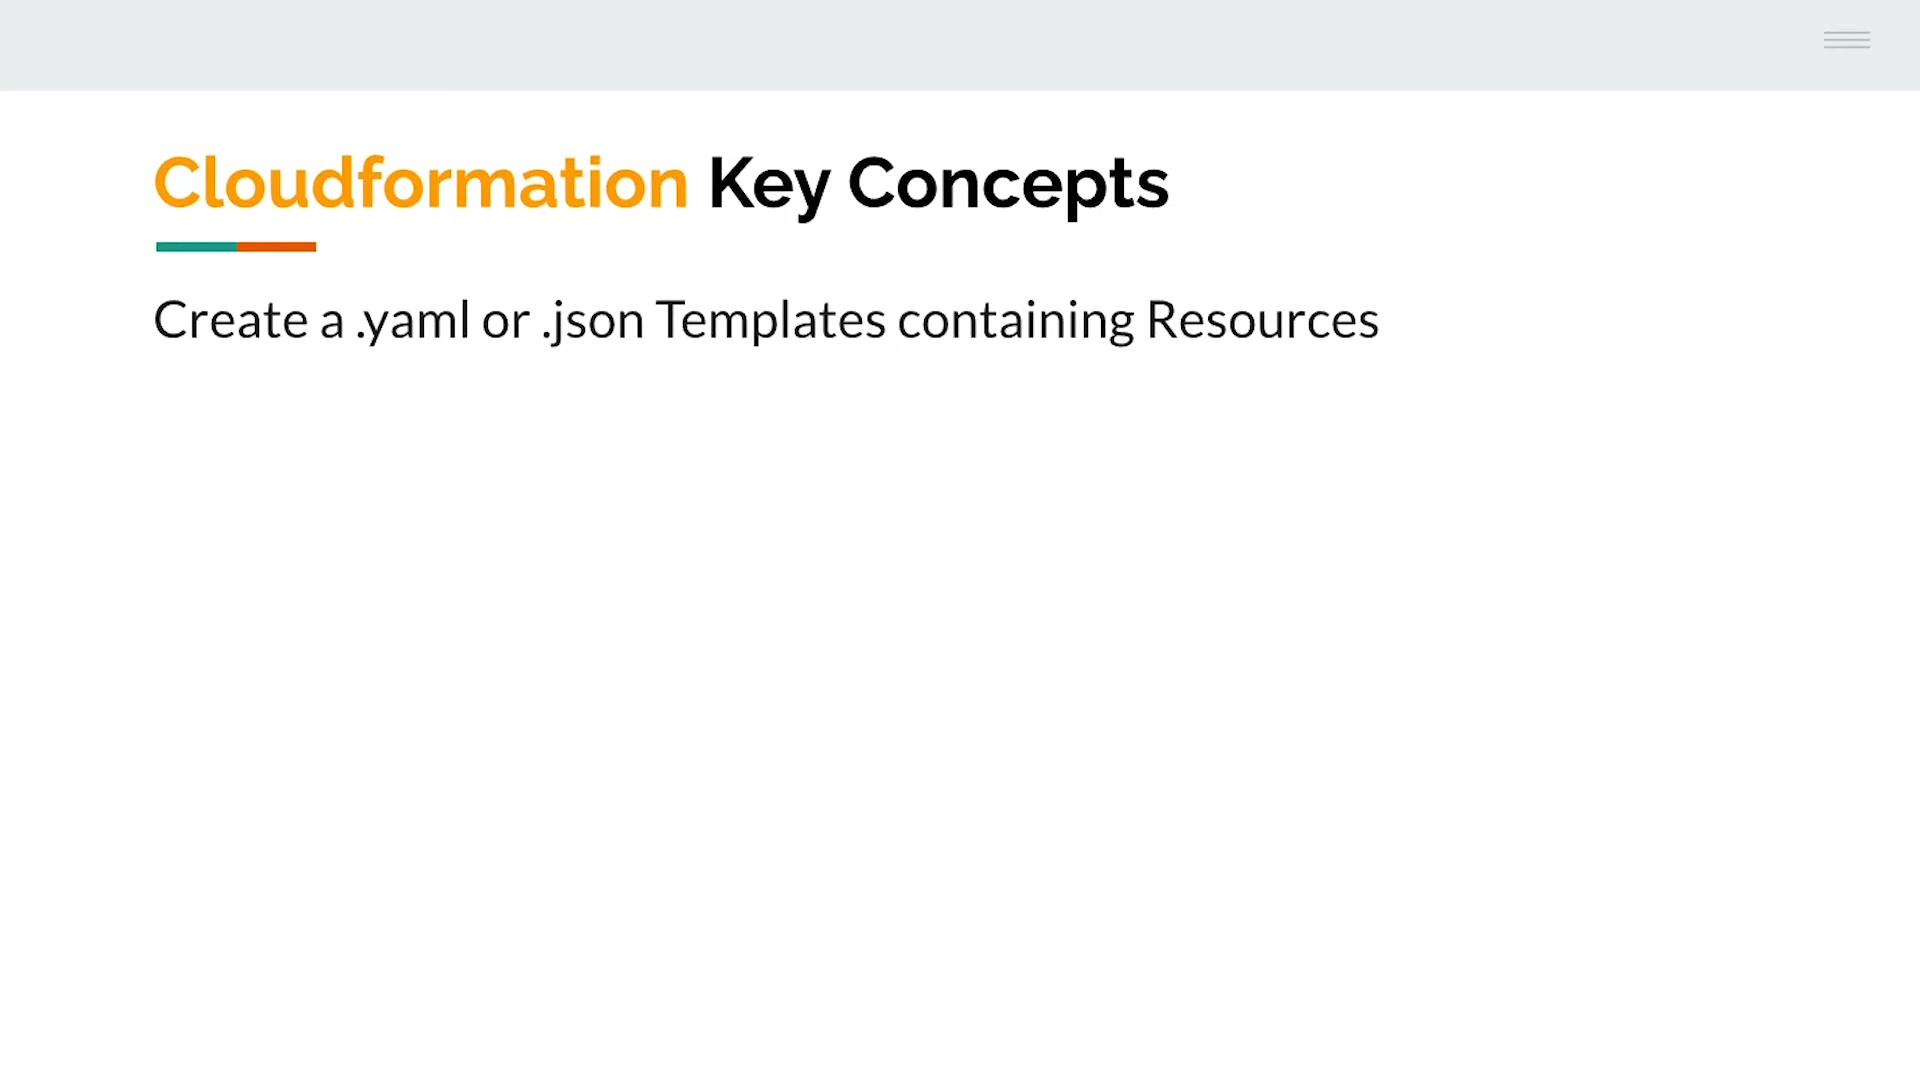 Cloudformation Key Concepts
Create a .yaml or .json Templates containing Resources